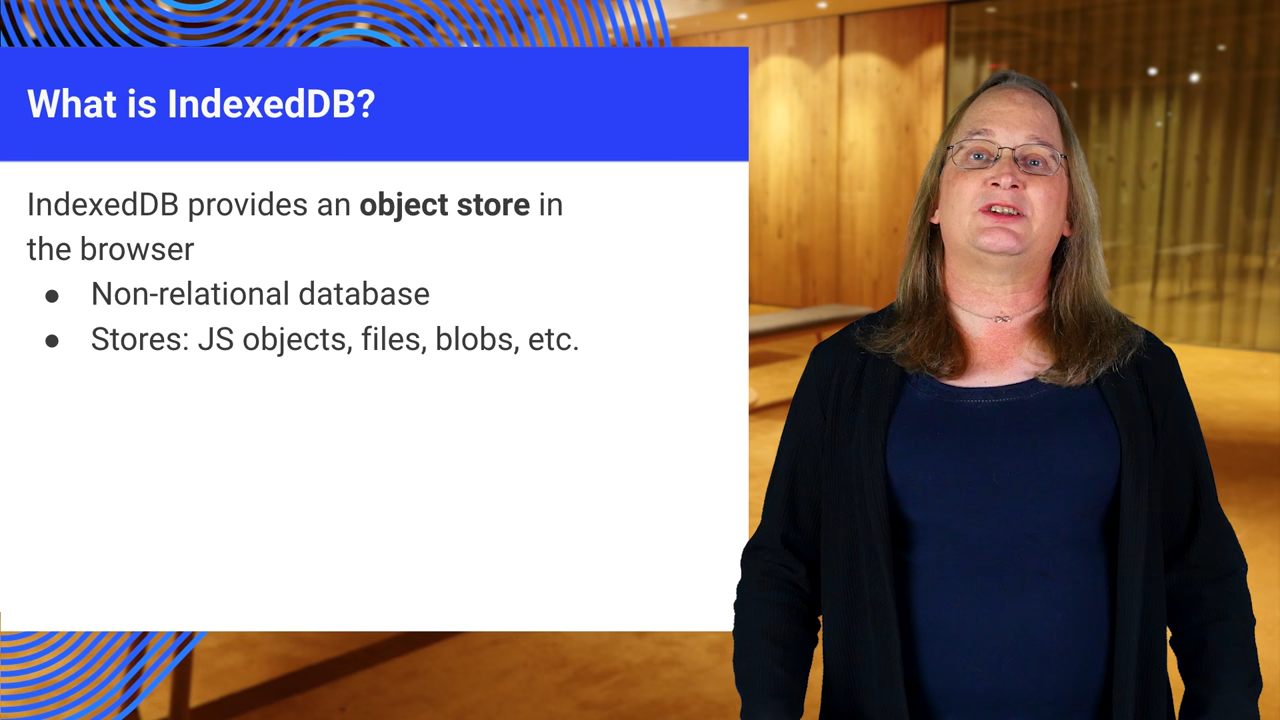 What is IndexedDB?
IndexedDB provides an object store in
the browser
● Non-relational database
● Stores: JS objects, files, blobs, etc.